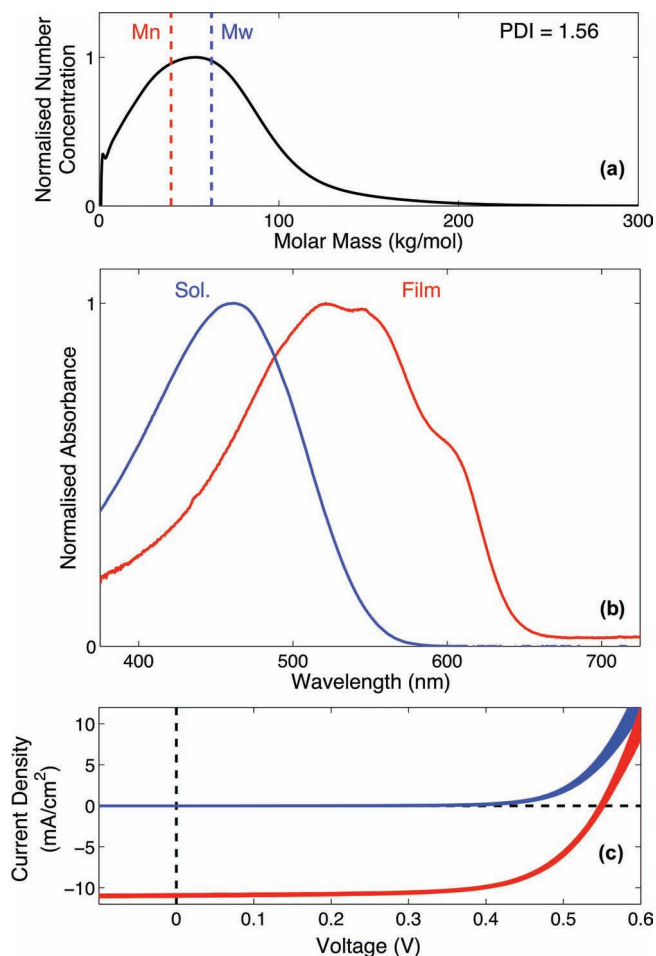 Mn
Mw
PDI = 1.56
Normalised Number
Concentration
1
0
(a)
0
100
200
300
Molar Mass (kg/mol)
Sol.
Film
Normalised Absorbance
1
0
(b)
400
500
600
700
Wavelength (nm)
Current Density
(mA/cm²)
10
5
0
−5
−10
(c)
0
0.1
0.2
0.3
0.4
0.5
0.6
Voltage (V)